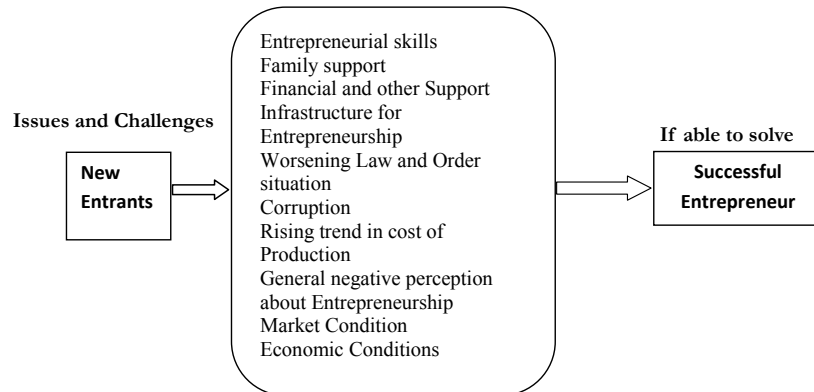 Issues and Challenges
New
Entrants
Entrepreneurial skills
Family support
Financial and other Support
Infrastructure for
Entrepreneurship
Worsening Law and Order
situation
Corruption
Rising trend in cost of
Production
General negative perception
about Entrepreneurship
Market Condition
Economic Conditions
If able to solve
Successful
Entrepreneur